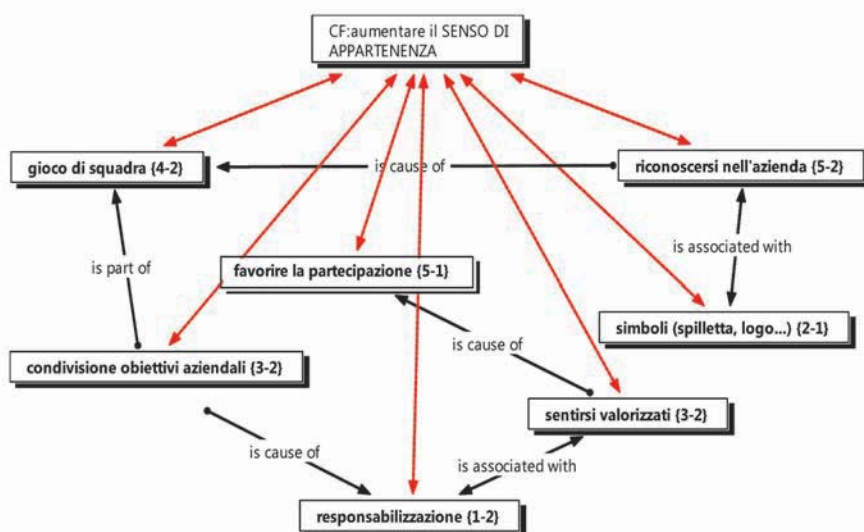 CF:aumentare il SENSO DI
APPARTENENZA
gioco di squadra {4-2}
is cause of
riconoscersi nell'azienda {5-2}
is part of
favorire la partecipazione {5-1}
is associated with
simboli (spilletta, logo...) {2-1}
condivisione obiettivi aziendali {3-2}
is cause of
sentirsi valorizzati {3-2}
is cause of
is associated with
responsabilizzazione {1-2}